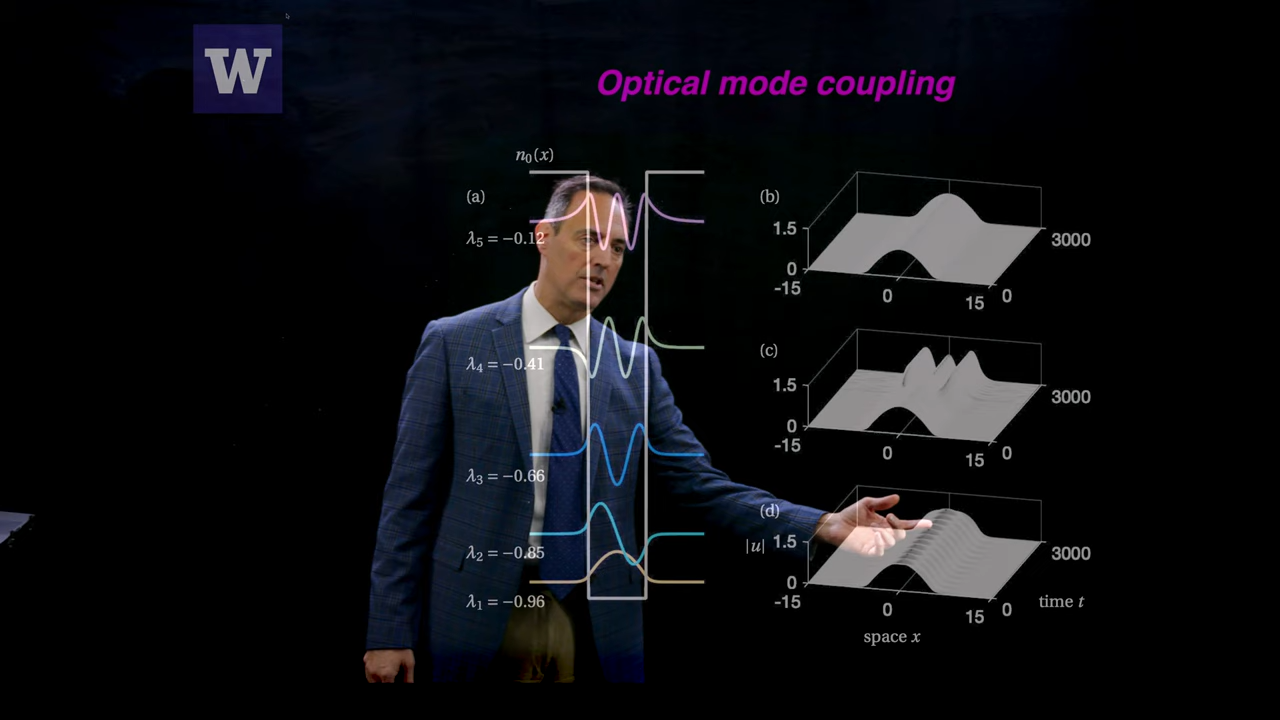 W
Optical mode coupling
n₀(x)
(a)
λ₅ = −0.12
λ₄ = −0.41
λ₃ = −0.66
λ₂ = −0.85
λ₁ = −0.96
(b)
1.5
0
-15
0
15
0
3000
(c)
1.5
0
-15
0
15
0
3000
(d)
|u|
1.5
0
-15
0
15
0
3000
time t
space x